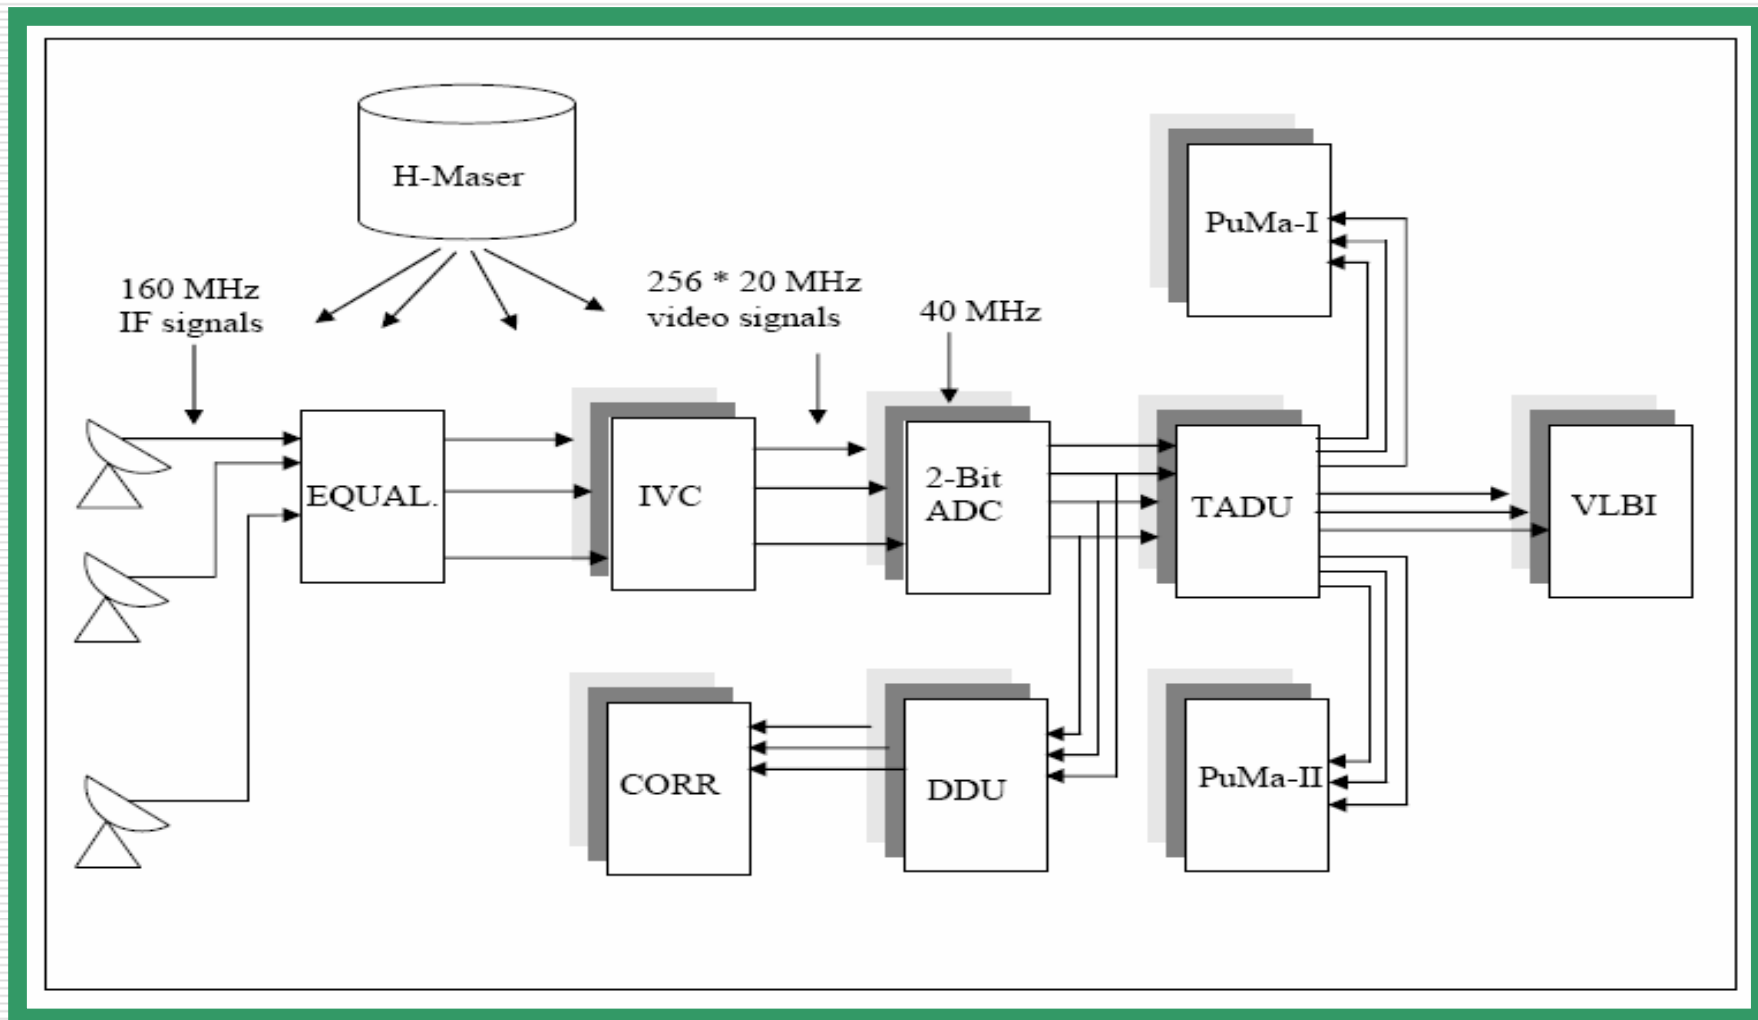 H-Maser
160 MHz
IF signals
256 * 20 MHz
video signals
40 MHz
PuMa-I
EQUAL.
IVC
2-Bit
ADC
TADU
VLBI
CORR
DDU
PuMa-II